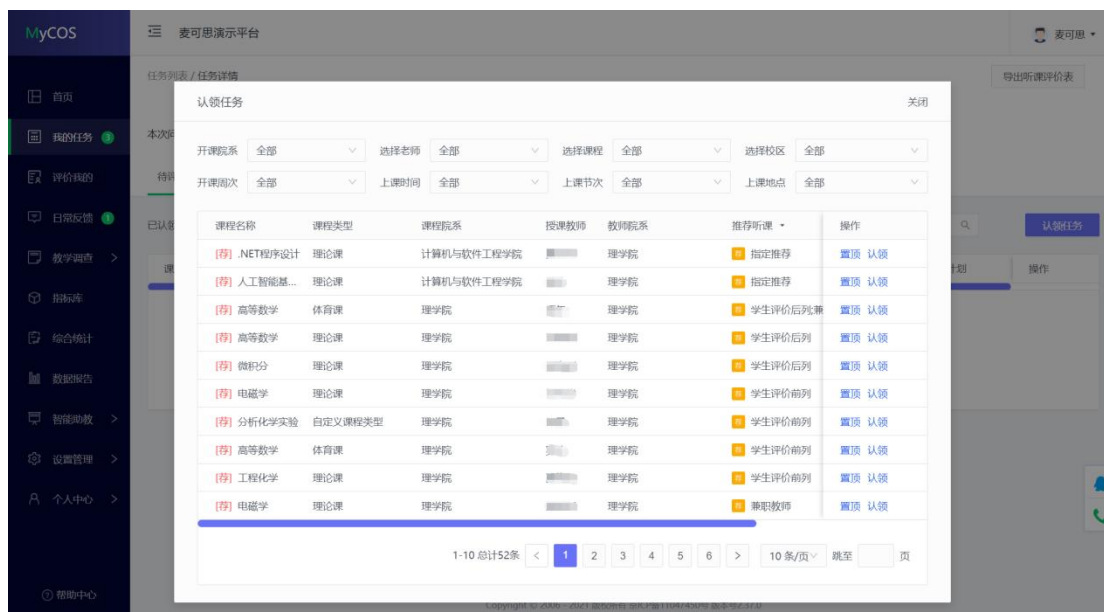 MyCOS 麦可思演示平台 麦可思
任务列表 / 任务详情 导出听课评价表
首页
认领任务 关闭
我的任务 3
开课院系 全部 选择老师 全部 选择课程 全部 选择校区 全部
评价我的
开课周次 全部 上课时间 全部 上课节次 全部 上课地点 全部
日常反馈 1
课程名称 课程类型 课程院系 授课教师 教师院系 推荐听课 操作
认领任务
[荐] .NET程序设计 理论课 计算机与软件工程学院 理学院 指定推荐 置顶 认领
教学调查
操作
[荐] 人工智能基... 理论课 计算机与软件工程学院 理学院 指定推荐 置顶 认领
指标库
[荐] 高等数学 体育课 理学院 理学院 学生评价后列;兼 置顶 认领
综合统计
[荐] 高等数学 理论课 理学院 理学院 学生评价后列 置顶 认领
[荐] 微积分 理论课 理学院 理学院 学生评价后列 置顶 认领
数据报告
[荐] 电磁学 理论课 理学院 理学院 学生评价前列 置顶 认领
智能助教
[荐] 分析化学实验 自定义课程类型 理学院 理学院 学生评价前列 置顶 认领
[荐] 高等数学 体育课 理学院 理学院 学生评价前列 置顶 认领
设置管理
[荐] 工程化学 理论课 理学院 理学院 学生评价前列 置顶 认领
个人中心
[荐] 电磁学 理论课 理学院 理学院 兼职教师 置顶 认领
1-10 总计52条 < 1 2 3 4 5 6 > 10 条/页 跳至 页
帮助中心